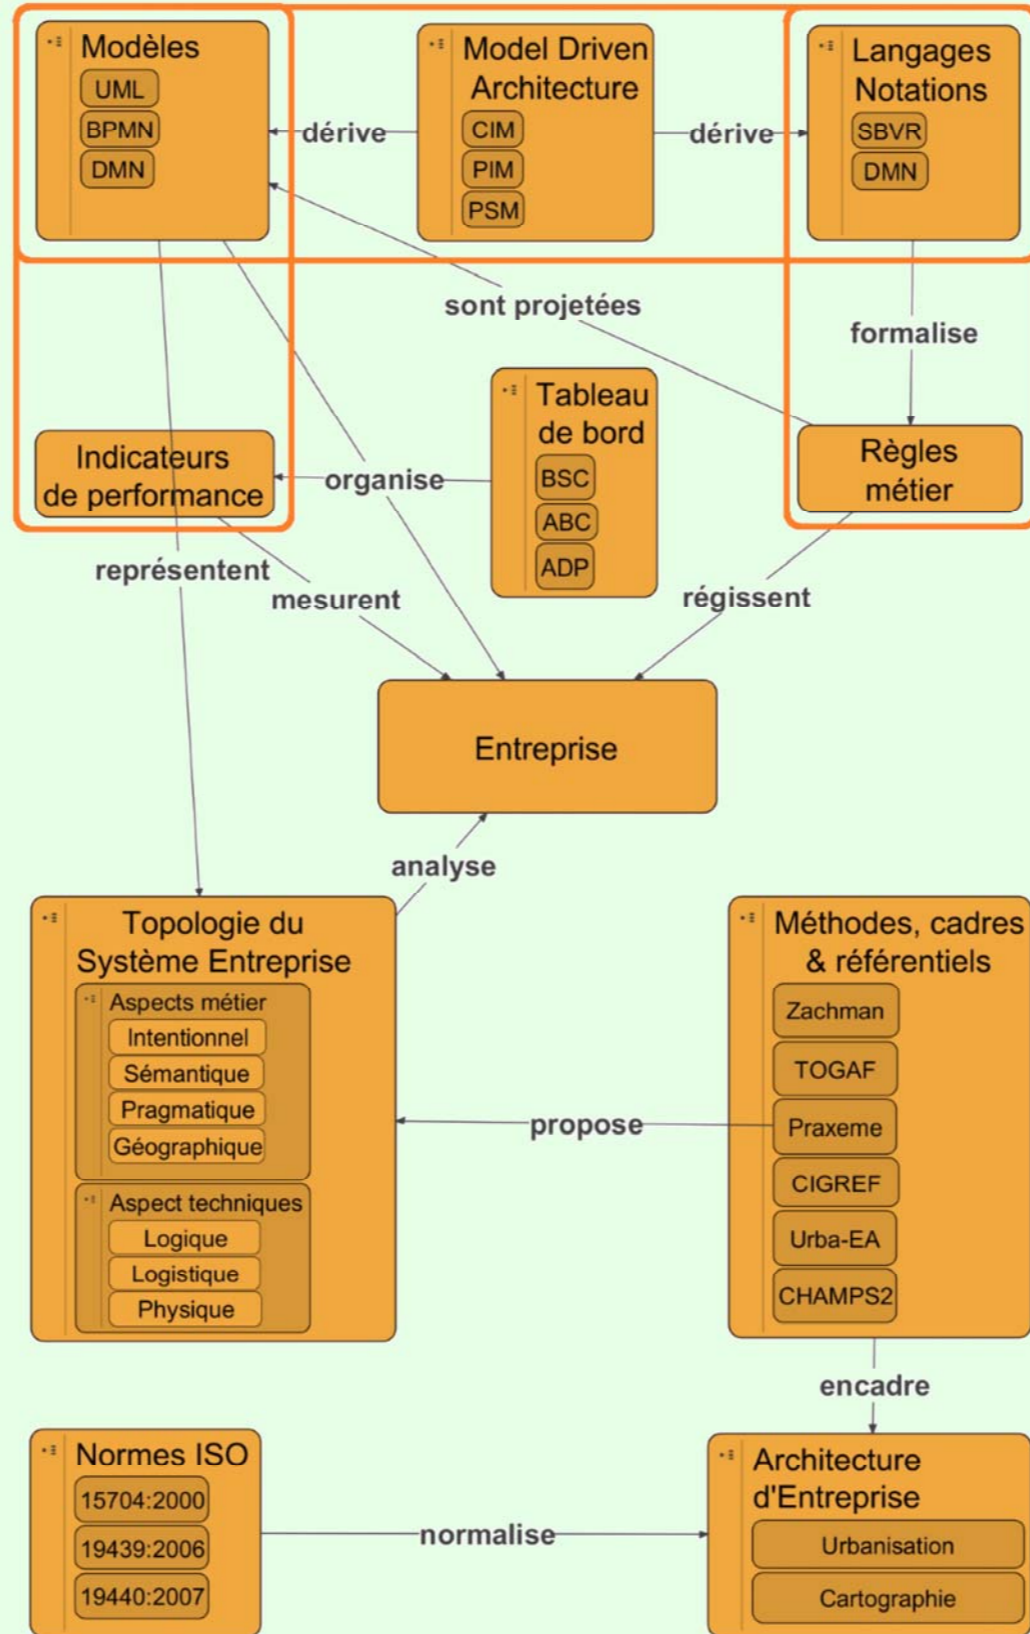 Modèles
UML
BPMN
DMN
dérive
Model Driven
Architecture
CIM
PIM
PSM
dérive
Langages
Notations
SBVR
DMN
sont projetées
formalise
Tableau
de bord
BSC
ABC
ADP
Indicateurs
de performance
organise
Règles
métier
représentent
mesurent
régissent
Entreprise
analyse
Topologie du
Système Entreprise
Aspects métier
Intentionnel
Sémantique
Pragmatique
Géographique
Aspect techniques
Logique
Logistique
Physique
propose
Méthodes, cadres
& référentiels
Zachman
TOGAF
Praxeme
CIGREF
Urba-EA
CHAMPS2
encadre
Normes ISO
15704:2000
19439:2006
19440:2007
normalise
Architecture
d'Entreprise
Urbanisation
Cartographie